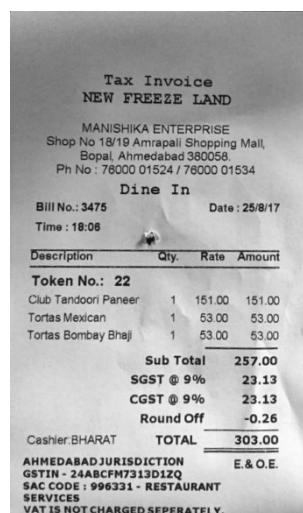 Tax Invoice
NEW FREEZE LAND
MANISHIKA ENTERPRISE
Shop No 18/19 Amrapali Shopping Mall,
Bopal, Ahmedabad 380058.
Ph No : 76000 01524 / 76000 01534
Dine In
Bill No.: 3475 Date : 25/8/17
Time : 18:06
Description Qty. Rate Amount
Token No.: 22
Club Tandoori Paneer 1 151.00 151.00
Tortas Mexican 1 53.00 53.00
Tortas Bombay Bhaji 1 53.00 53.00
Sub Total 257.00
SGST @ 9% 23.13
CGST @ 9% 23.13
Round Off -0.26
Cashier:BHARAT TOTAL 303.00
AHMEDABAD JURISDICTION E.& O.E.
GSTIN - 24ABCFM7313D1ZQ
SAC CODE : 996331 - RESTAURANT
SERVICES
VAT IS NOT CHARGED SEPERATELY.